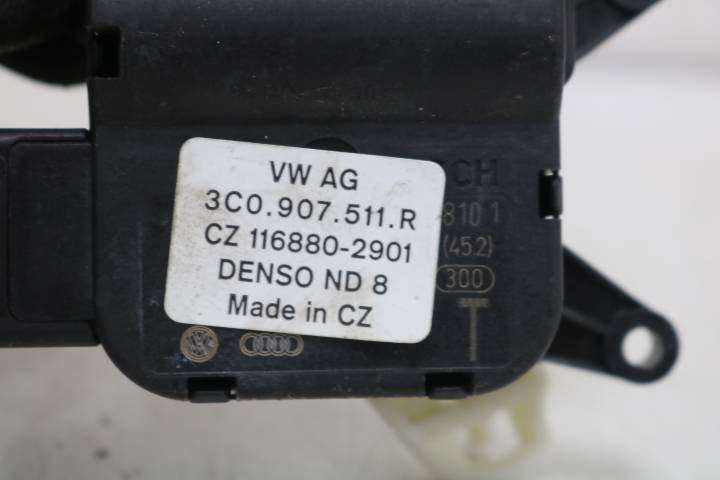 VW AG
3C0.907.511.R
CZ 116880-2901
DENSO ND 8
Made in CZ
CH
810 1
(45.2)
300